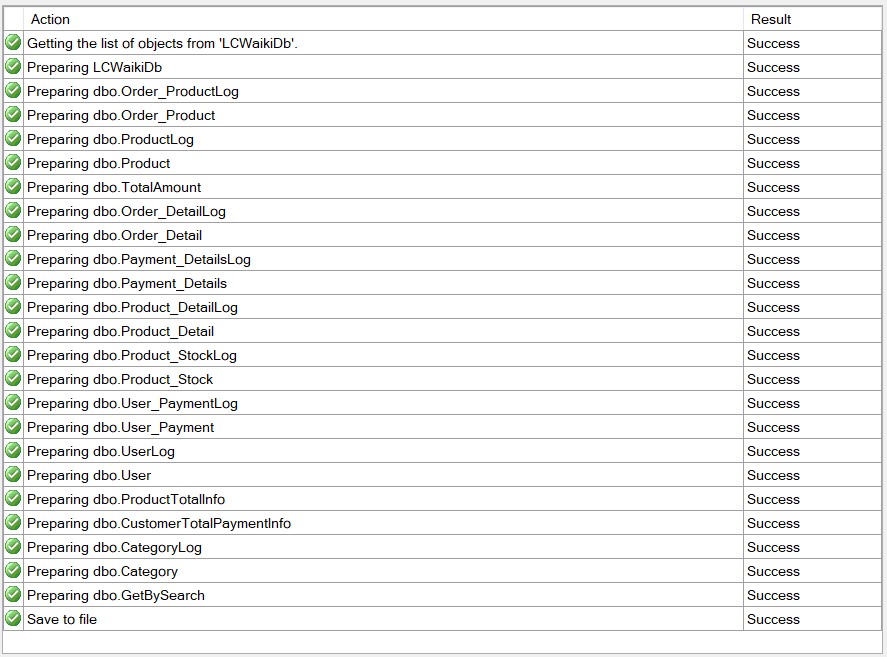 Action Result
Getting the list of objects from 'LCWaikiDb'. Success
Preparing LCWaikiDb Success
Preparing dbo.Order_ProductLog Success
Preparing dbo.Order_Product Success
Preparing dbo.ProductLog Success
Preparing dbo.Product Success
Preparing dbo.TotalAmount Success
Preparing dbo.Order_DetailLog Success
Preparing dbo.Order_Detail Success
Preparing dbo.Payment_DetailsLog Success
Preparing dbo.Payment_Details Success
Preparing dbo.Product_DetailLog Success
Preparing dbo.Product_Detail Success
Preparing dbo.Product_StockLog Success
Preparing dbo.Product_Stock Success
Preparing dbo.User_PaymentLog Success
Preparing dbo.User_Payment Success
Preparing dbo.UserLog Success
Preparing dbo.User Success
Preparing dbo.ProductTotalInfo Success
Preparing dbo.CustomerTotalPaymentInfo Success
Preparing dbo.CategoryLog Success
Preparing dbo.Category Success
Preparing dbo.GetBySearch Success
Save to file Success